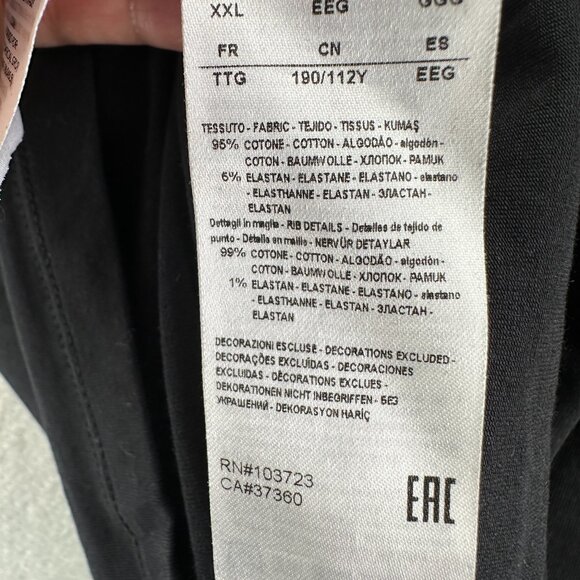 XXL EEG GGG
FR CN ES
TTG 190/112Y EEG
TESSUTO - FABRIC - TEJIDO - TISSUS - KUMAŞ
95% COTONE - COTTON - ALGODÃO - algodón -
COTON - BAUMWOLLE - ХЛОПОК - PAMUK
5% ELASTAN - ELASTANE - ELASTANO - elastano
- ELASTHANNE - ELASTAN - ЭЛАСТАН -
ELASTAN
Dettagli in maglia - RIB DETAILS - Detalles de tejido de
punto - Détails en maille - NERVÜR DETAYLAR
99% COTONE - COTTON - ALGODÃO - algodón -
COTON - BAUMWOLLE - ХЛОПОК - PAMUK
1% ELASTAN - ELASTANE - ELASTANO - elastano
- ELASTHANNE - ELASTAN - ЭЛАСТАН -
ELASTAN
DECORAZIONI ESCLUSE - DECORATIONS EXCLUDED -
DECORAÇÕES EXCLUÍDAS - DECORACIONES
EXCLUIDAS - DÉCORATIONS EXCLUES -
DEKORATIONEN NICHT INBEGRIFFEN - БЕЗ
УКРАШЕНИЙ - DEKORASYON HARİÇ
RN#103723
CA#37360
EAC